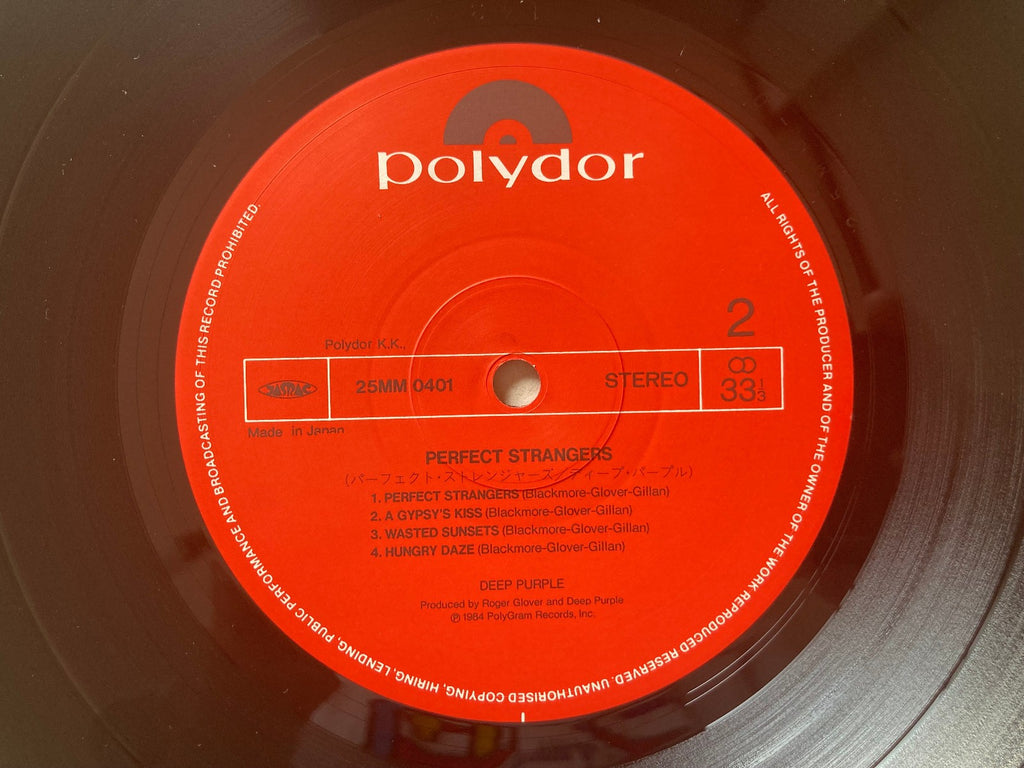 polydor
2
Polydor K.K.,
JASRAC
25MM 0401
STEREO
33 1/3
Made in Japan
PERFECT STRANGERS
(パーフェクト・ストレンジャーズ/ディープ・パープル)
1. PERFECT STRANGERS (Blackmore-Glover-Gillan)
2. A GYPSY'S KISS (Blackmore-Glover-Gillan)
3. WASTED SUNSETS (Blackmore-Glover-Gillan)
4. HUNGRY DAZE (Blackmore-Glover-Gillan)
DEEP PURPLE
Produced by Roger Glover and Deep Purple
℗ 1984 PolyGram Records, Inc.
ALL RIGHTS OF THE PRODUCER AND OF THE OWNER OF THE WORK REPRODUCED RESERVED. UNAUTHORISED COPYING, HIRING, LENDING, PUBLIC PERFORMANCE AND BROADCASTING OF THIS RECORD PROHIBITED.